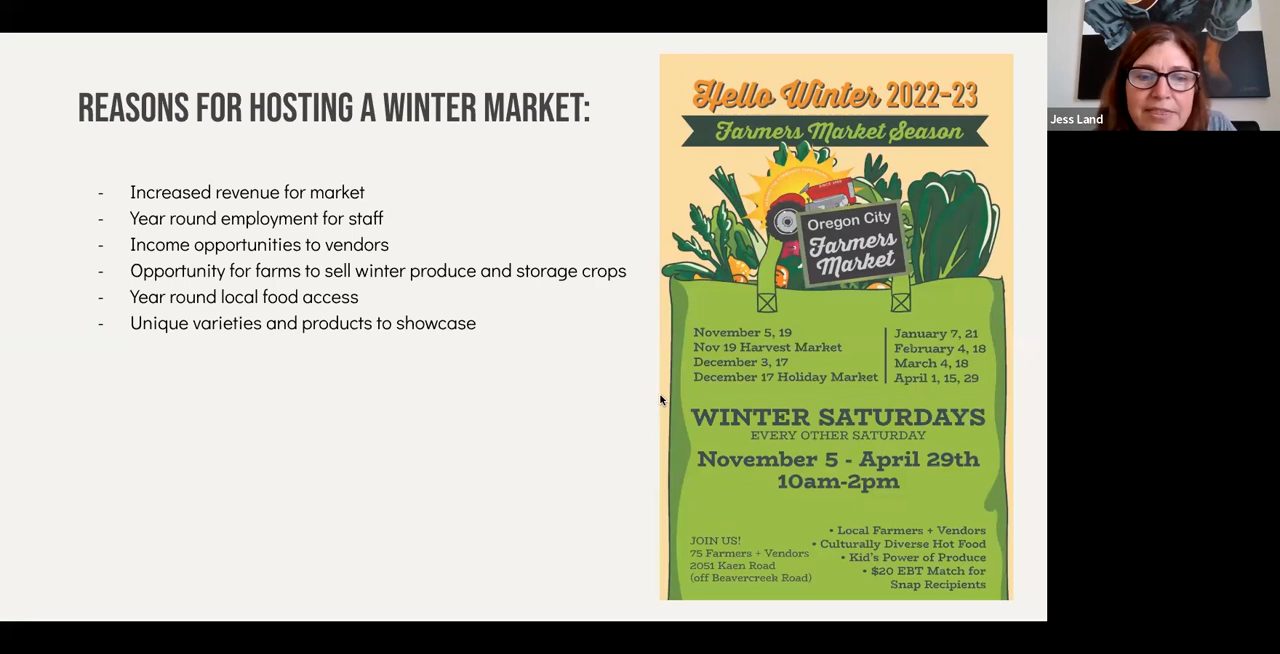 REASONS FOR HOSTING A WINTER MARKET:
- Increased revenue for market
- Year round employment for staff
- Income opportunities to vendors
- Opportunity for farms to sell winter produce and storage crops
- Year round local food access
- Unique varieties and products to showcase
Hello Winter 2022-23
Farmers Market Season
Oregon City
Farmers
Market
November 5, 19
Nov 19 Harvest Market
December 3, 17
December 17 Holiday Market
January 7, 21
February 4, 18
March 4, 18
April 1, 15, 29
WINTER SATURDAYS
EVERY OTHER SATURDAY
November 5 - April 29th
10am-2pm
JOIN US!
75 Farmers + Vendors
2051 Kaen Road
(off Beavercreek Road)
• Local Farmers + Vendors
• Culturally Diverse Hot Food
• Kid's Power of Produce
• $20 EBT Match for
Snap Recipients
Jess Land